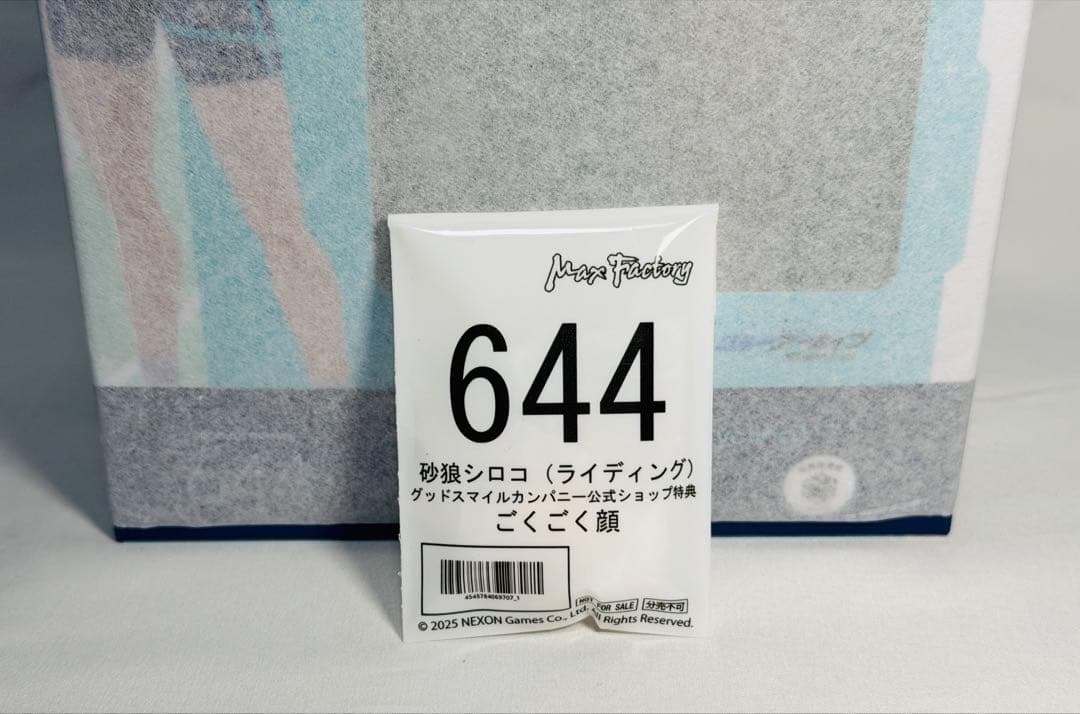 Max Factory
644
砂狼シロコ（ライディング）
グッドスマイルカンパニー公式ショップ特典
ごくごく顔
4545784069707_1
NOT FOR SALE 分売不可
© 2025 NEXON Games Co., Ltd. All Rights Reserved.